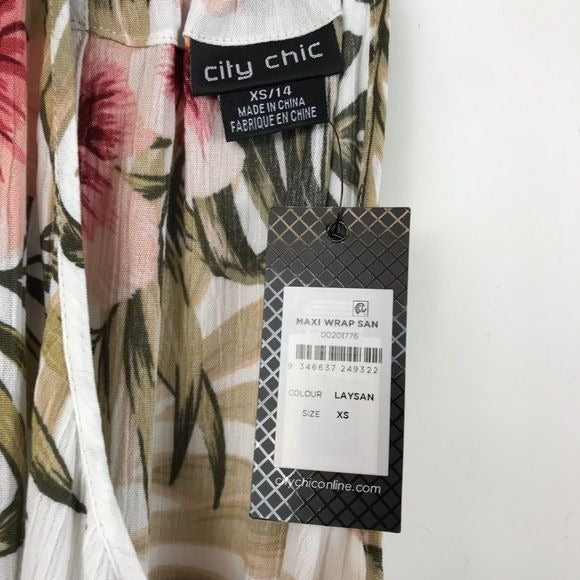 city chic
XS/14
MADE IN CHINA
FABRIQUE EN CHINE
MAXI WRAP SAN
00201776
9 346637 249322
COLOUR LAYSAN
SIZE XS
citychiconline.com